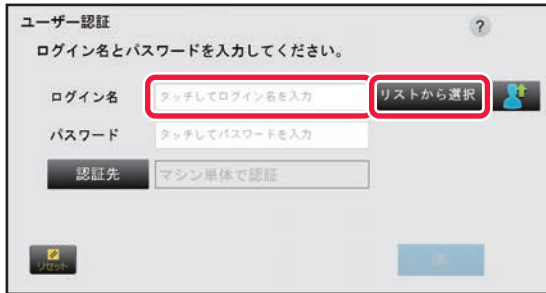 ユーザー認証
?
ログイン名とパスワードを入力してください。
ログイン名 タッチしてログイン名を入力 リストから選択
パスワード タッチしてパスワードを入力
認証先 マシン単体で認証
リセット OK